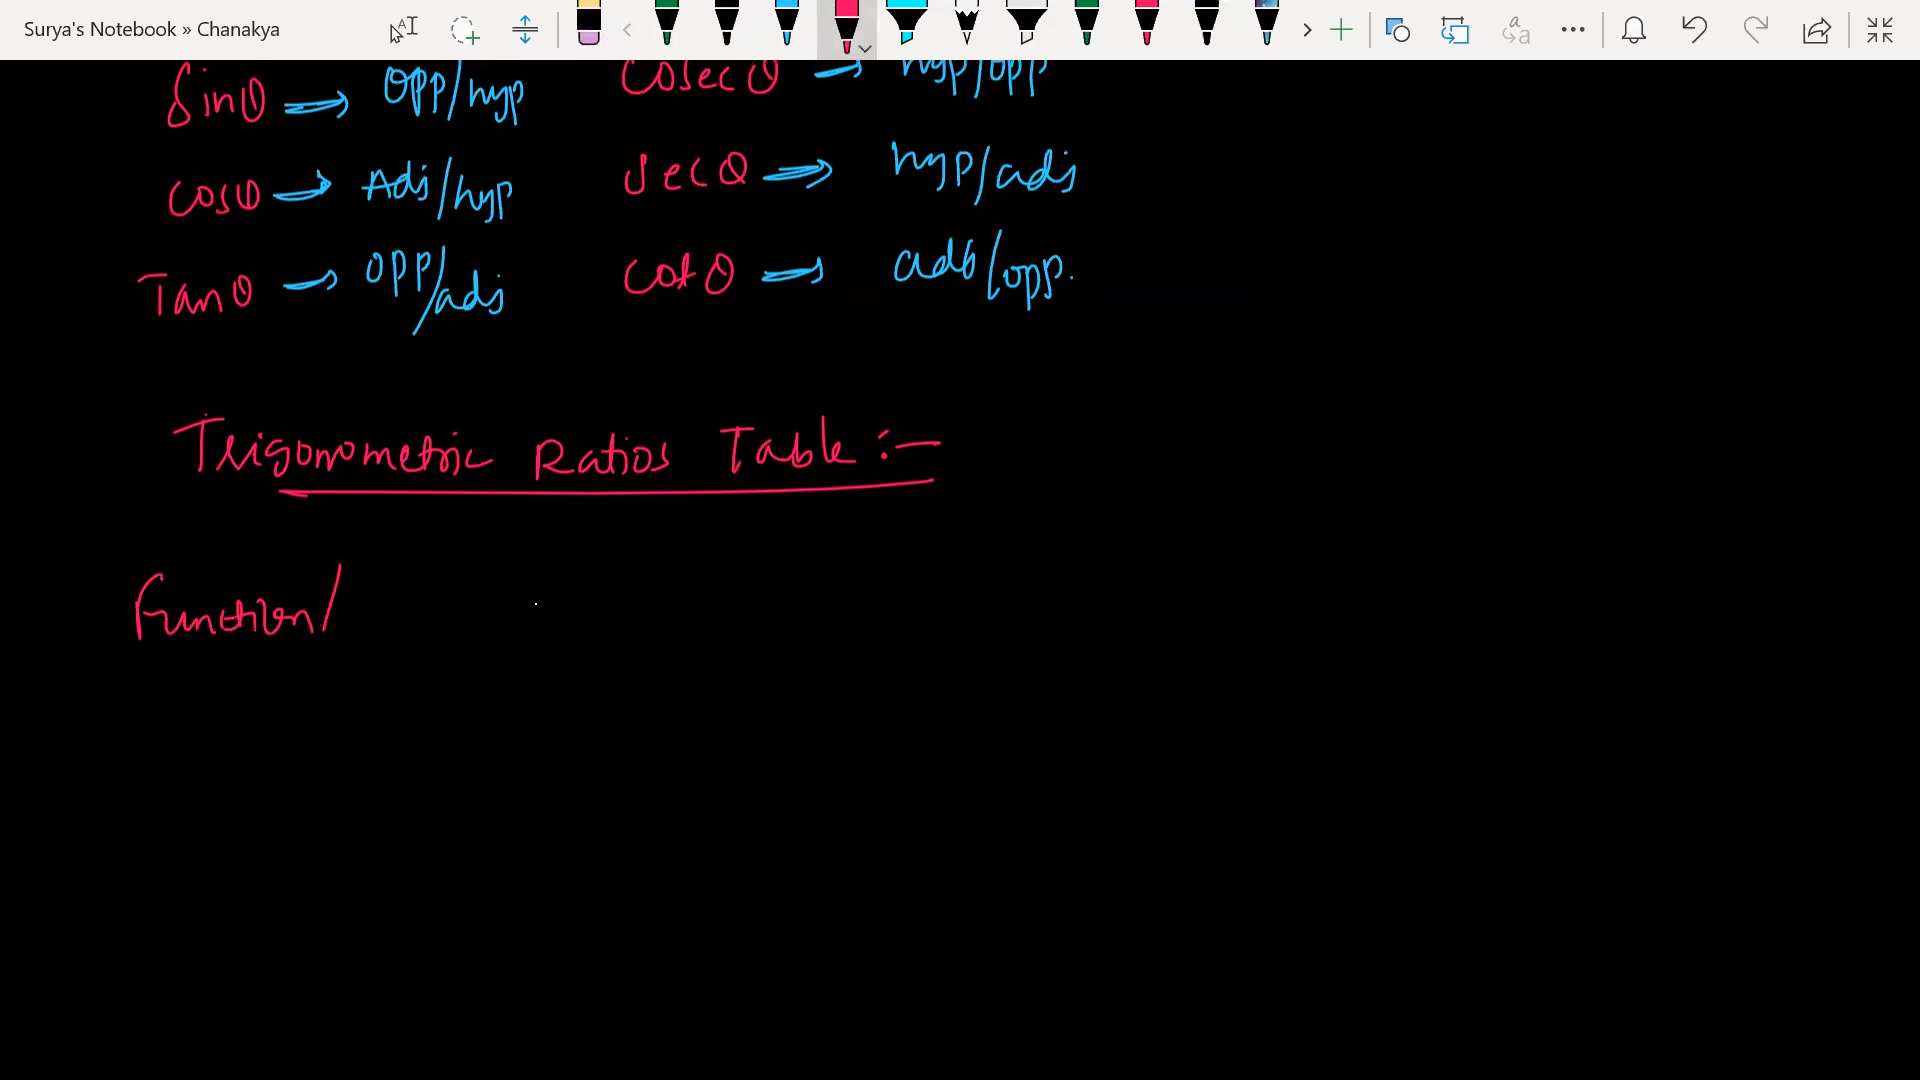 Surya's Notebook » Chanakya
Sinθ → opp/hyp Cosecθ → hyp/opp
Cosθ → Adj/hyp Secθ → hyp/adj
Tanθ → opp/adj Cotθ → adj/opp.
Trigonometric Ratios Table :-
Function/